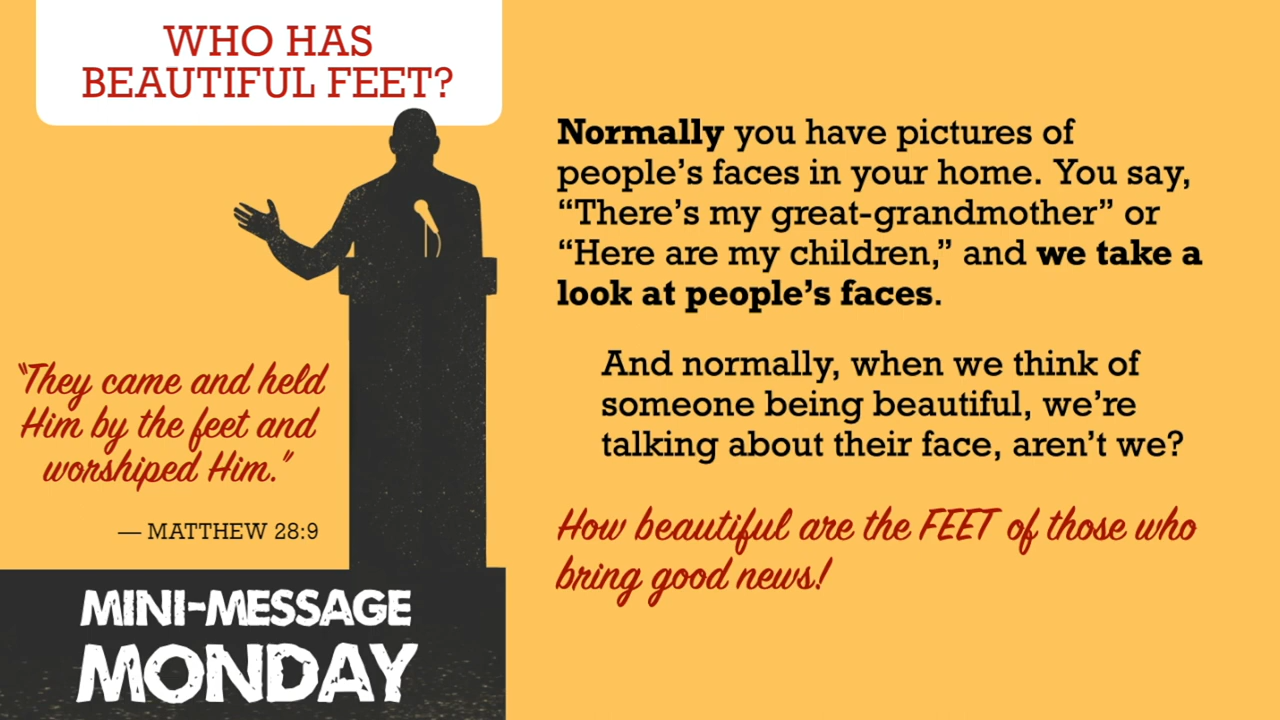 WHO HAS
BEAUTIFUL FEET?
"They came and held
Him by the feet and
worshiped Him."
— MATTHEW 28:9
MINI-MESSAGE
MONDAY
Normally you have pictures of
people's faces in your home. You say,
“There's my great-grandmother” or
“Here are my children,” and we take a
look at people's faces.
And normally, when we think of
someone being beautiful, we're
talking about their face, aren't we?
How beautiful are the FEET of those who
bring good news!